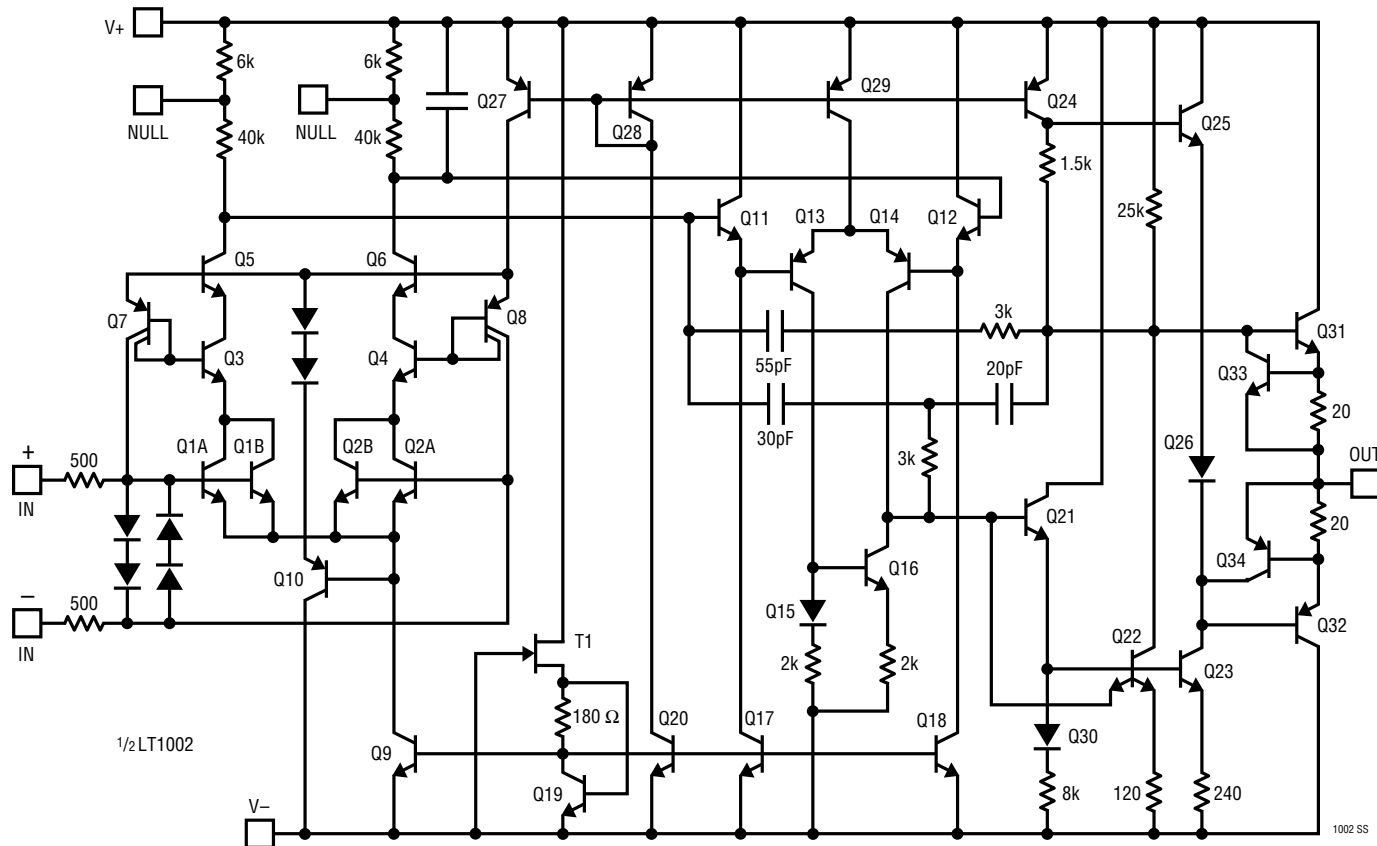 V+
6k
6k
Q27
Q28
Q29
Q24
Q25
NULL
NULL
40k
40k
1.5k
25k
Q11
Q13
Q14
Q12
Q5
Q6
Q7
Q8
Q3
Q4
3k
55pF
20pF
30pF
Q31
Q33
20
Q1A
Q1B
Q2B
Q2A
3k
Q26
OUT
+
500
IN
Q21
20
Q34
Q10
Q16
–
500
IN
Q15
T1
Q22
Q32
2k
2k
Q23
180 Ω
Q20
Q17
Q18
Q30
1/2 LT1002
Q9
Q19
8k
120
240
V–
1002 SS